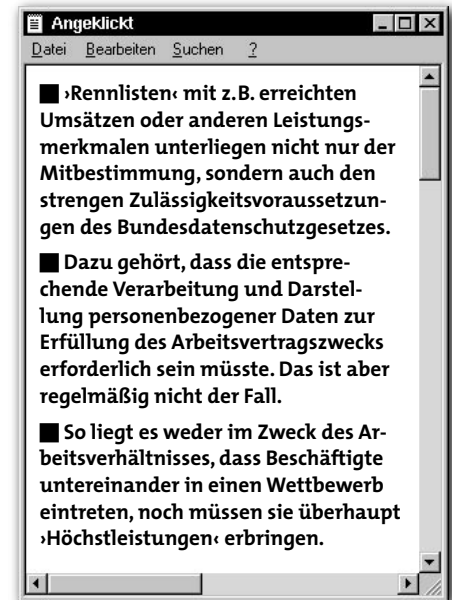 Angeklickt
Datei Bearbeiten Suchen ?
›Rennlisten‹ mit z.B. erreichten
Umsätzen oder anderen Leistungs-
merkmalen unterliegen nicht nur der
Mitbestimmung, sondern auch den
strengen Zulässigkeitsvoraussetzun-
gen des Bundesdatenschutzgesetzes.
Dazu gehört, dass die entspre-
chende Verarbeitung und Darstel-
lung personenbezogener Daten zur
Erfüllung des Arbeitsvertragszwecks
erforderlich sein müsste. Das ist aber
regelmäßig nicht der Fall.
So liegt es weder im Zweck des Ar-
beitsverhältnisses, dass Beschäftigte
untereinander in einen Wettbewerb
eintreten, noch müssen sie überhaupt
›Höchstleistungen‹ erbringen.